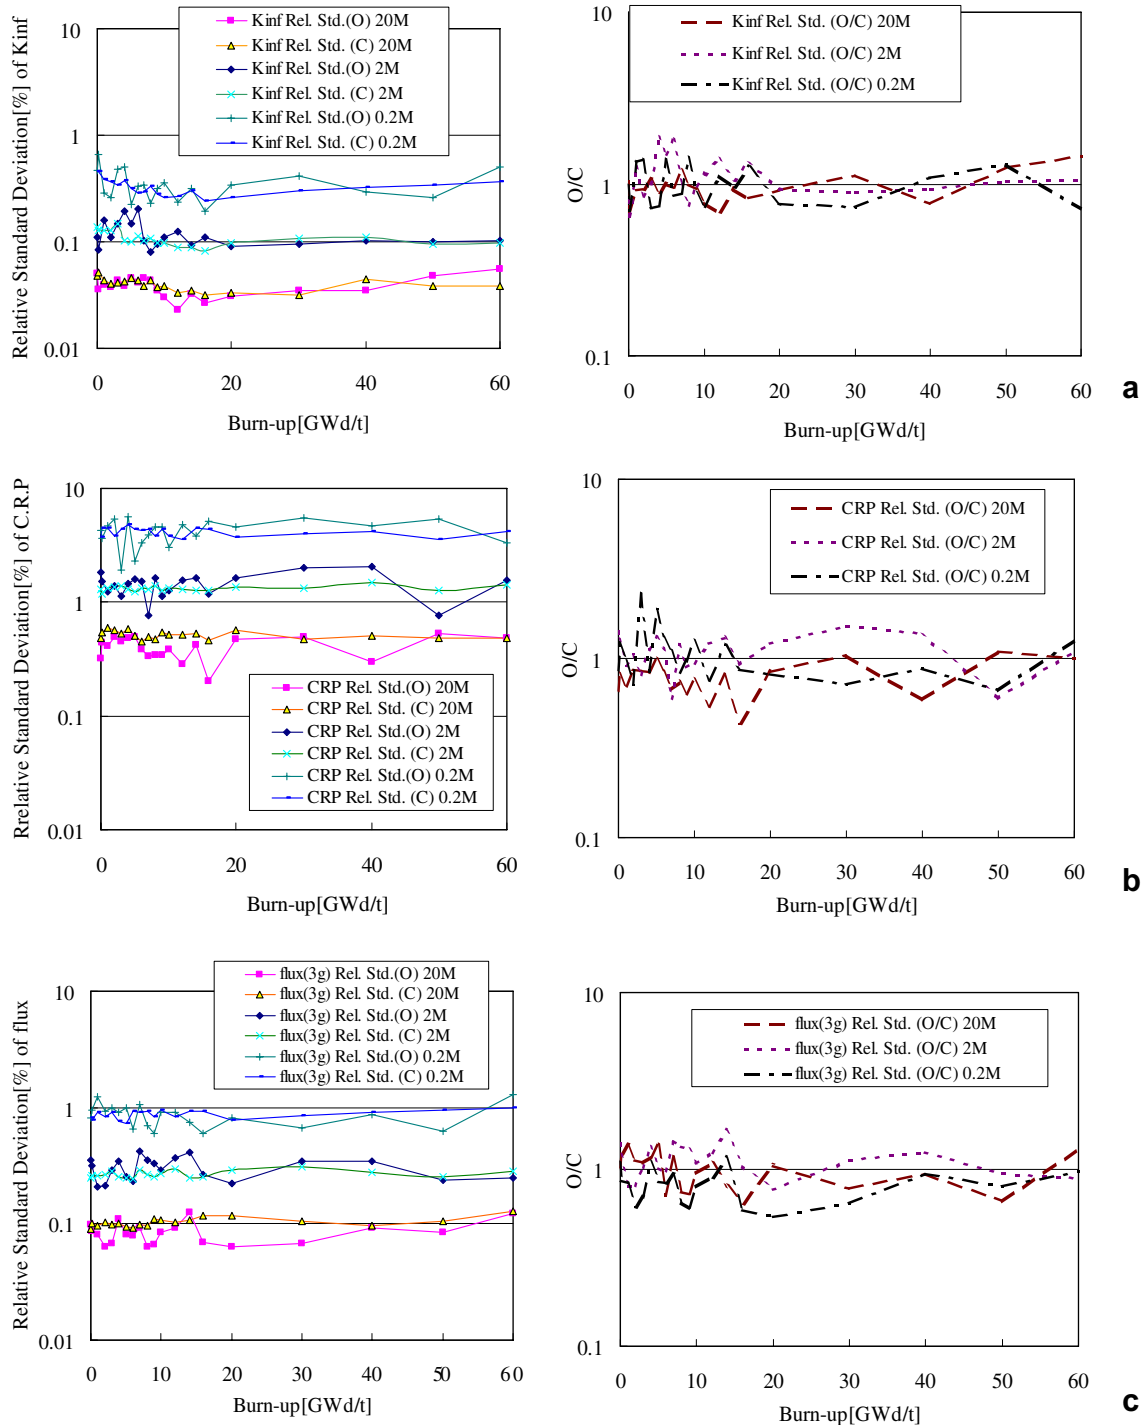 Kinf Rel. Std.(O) 20M
Kinf Rel. Std. (C) 20M
Kinf Rel. Std.(O) 2M
Kinf Rel. Std. (C) 2M
Kinf Rel. Std.(O) 0.2M
Kinf Rel. Std. (C) 0.2M
Relative Standard Deviation[%] of Kinf
10
1
0.1
0.01
0 20 40 60
Burn-up[GWd/t]
Kinf Rel. Std. (O/C) 20M
Kinf Rel. Std. (O/C) 2M
Kinf Rel. Std. (O/C) 0.2M
O/C
10
1
0.1
0 10 20 30 40 50 60
Burn-up[GWd/t]
a
Rrelative Standard Deviation[%] of C.R.P
10
1
0.1
0.01
CRP Rel. Std.(O) 20M
CRP Rel. Std. (C) 20M
CRP Rel. Std.(O) 2M
CRP Rel. Std. (C) 2M
CRP Rel. Std.(O) 0.2M
CRP Rel. Std. (C) 0.2M
0 20 40 60
Burn-up[GWd/t]
CRP Rel. Std. (O/C) 20M
CRP Rel. Std. (O/C) 2M
CRP Rel. Std. (O/C) 0.2M
O/C
10
1
0.1
0 10 20 30 40 50 60
Burn-up[GWd/t]
b
flux(3g) Rel. Std.(O) 20M
flux(3g) Rel. Std. (C) 20M
flux(3g) Rel. Std.(O) 2M
flux(3g) Rel. Std. (C) 2M
flux(3g) Rel. Std.(O) 0.2M
flux(3g) Rel. Std. (C) 0.2M
Relative Standard Deviation[%] of flux
10
1
0.1
0.01
0 10 20 30 40 50 60
Burn-up[GWd/t]
flux(3g) Rel. Std. (O/C) 20M
flux(3g) Rel. Std. (O/C) 2M
flux(3g) Rel. Std. (O/C) 0.2M
O/C
10
1
0.1
0 10 20 30 40 50 60
Burn-up[GWd/t]
c